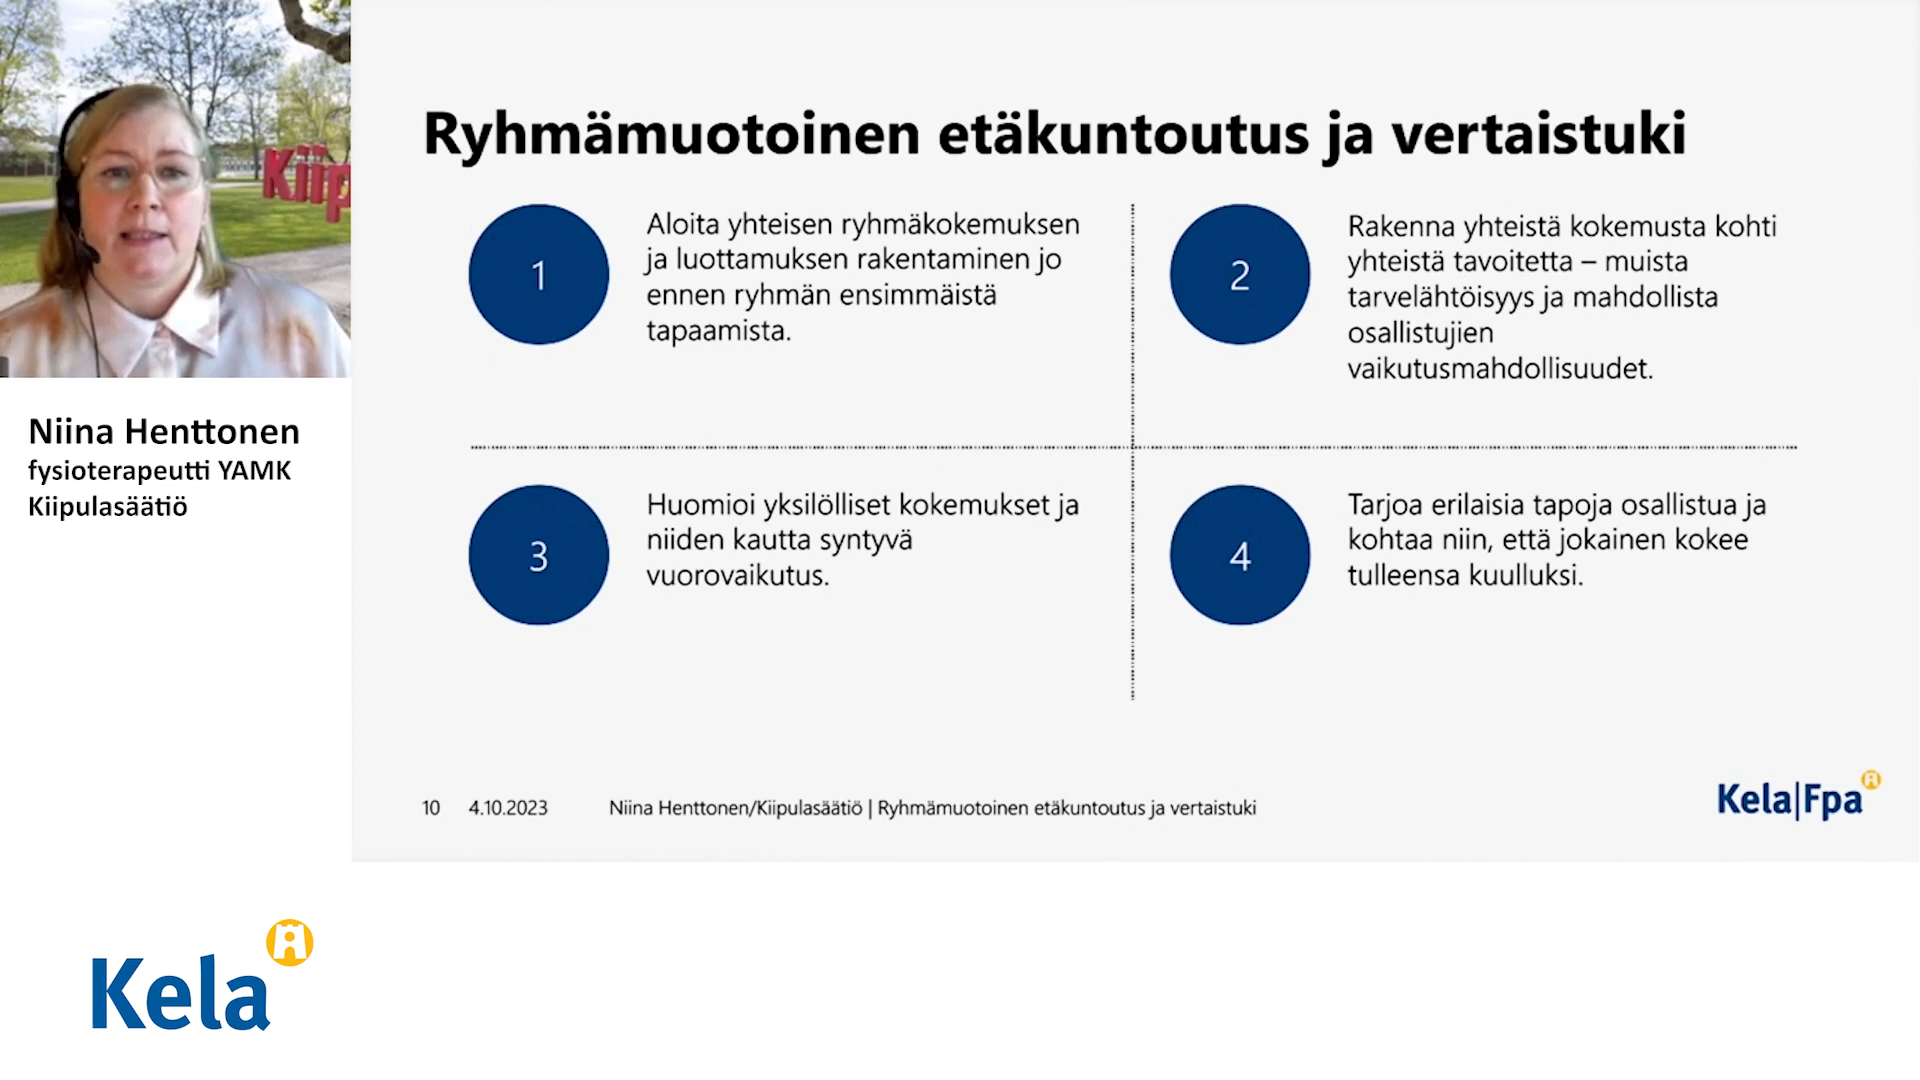 Kiip
Niina Henttonen
fysioterapeutti YAMK
Kiipulasäätiö
Ryhmämuotoinen etäkuntoutus ja vertaistuki
1
Aloita yhteisen ryhmäkokemuksen
ja luottamuksen rakentaminen jo
ennen ryhmän ensimmäistä
tapaamista.
2
Rakenna yhteistä kokemusta kohti
yhteistä tavoitetta – muista
tarvelähtöisyys ja mahdollista
osallistujien
vaikutusmahdollisuudet.
3
Huomioi yksilölliset kokemukset ja
niiden kautta syntyvä
vuorovaikutus.
4
Tarjoa erilaisia tapoja osallistua ja
kohtaa niin, että jokainen kokee
tulleensa kuulluksi.
10 4.10.2023 Niina Henttonen/Kiipulasäätiö | Ryhmämuotoinen etäkuntoutus ja vertaistuki
Kela|Fpa
Kela